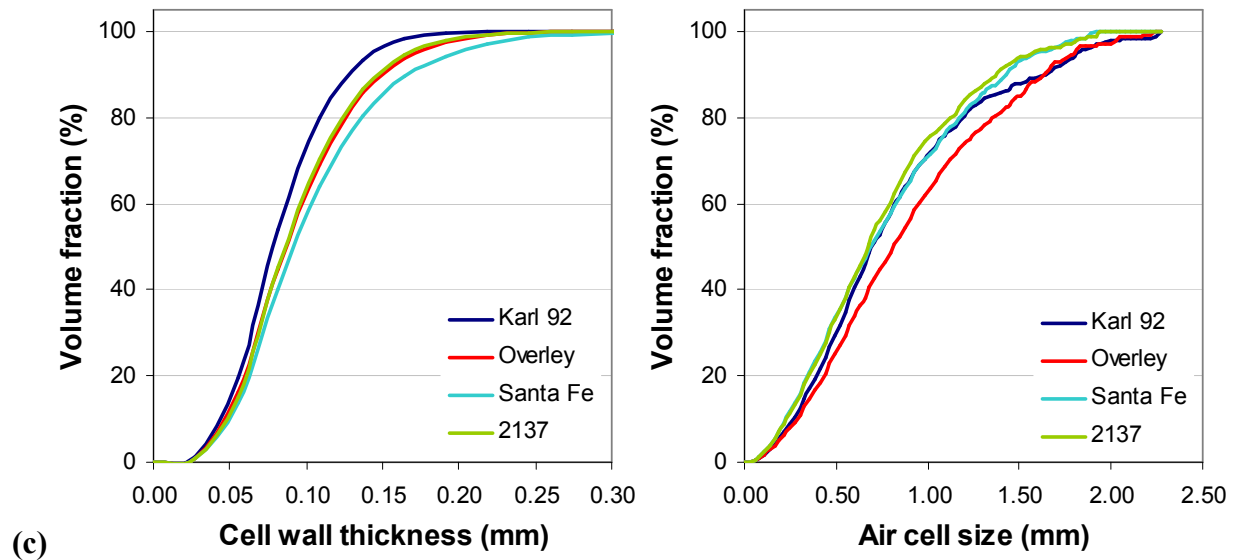 100
80
60
40
20
0
Volume fraction (%)
Karl 92
Overley
Santa Fe
2137
0.00 0.05 0.10 0.15 0.20 0.25 0.30
Cell wall thickness (mm)
100
80
60
40
20
0
Volume fraction (%)
Karl 92
Overley
Santa Fe
2137
0.00 0.50 1.00 1.50 2.00 2.50
Air cell size (mm)
(c)